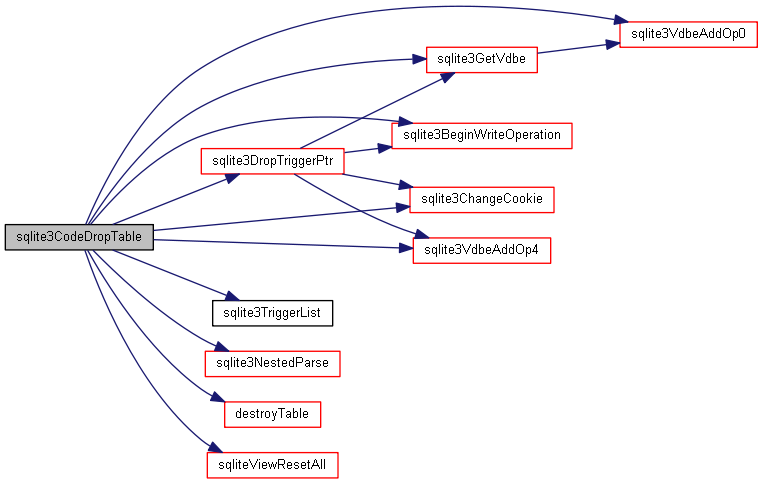 sqlite3VdbeAddOp0
sqlite3GetVdbe
sqlite3BeginWriteOperation
sqlite3DropTriggerPtr
sqlite3ChangeCookie
sqlite3CodeDropTable
sqlite3VdbeAddOp4
sqlite3TriggerList
sqlite3NestedParse
destroyTable
sqliteViewResetAll